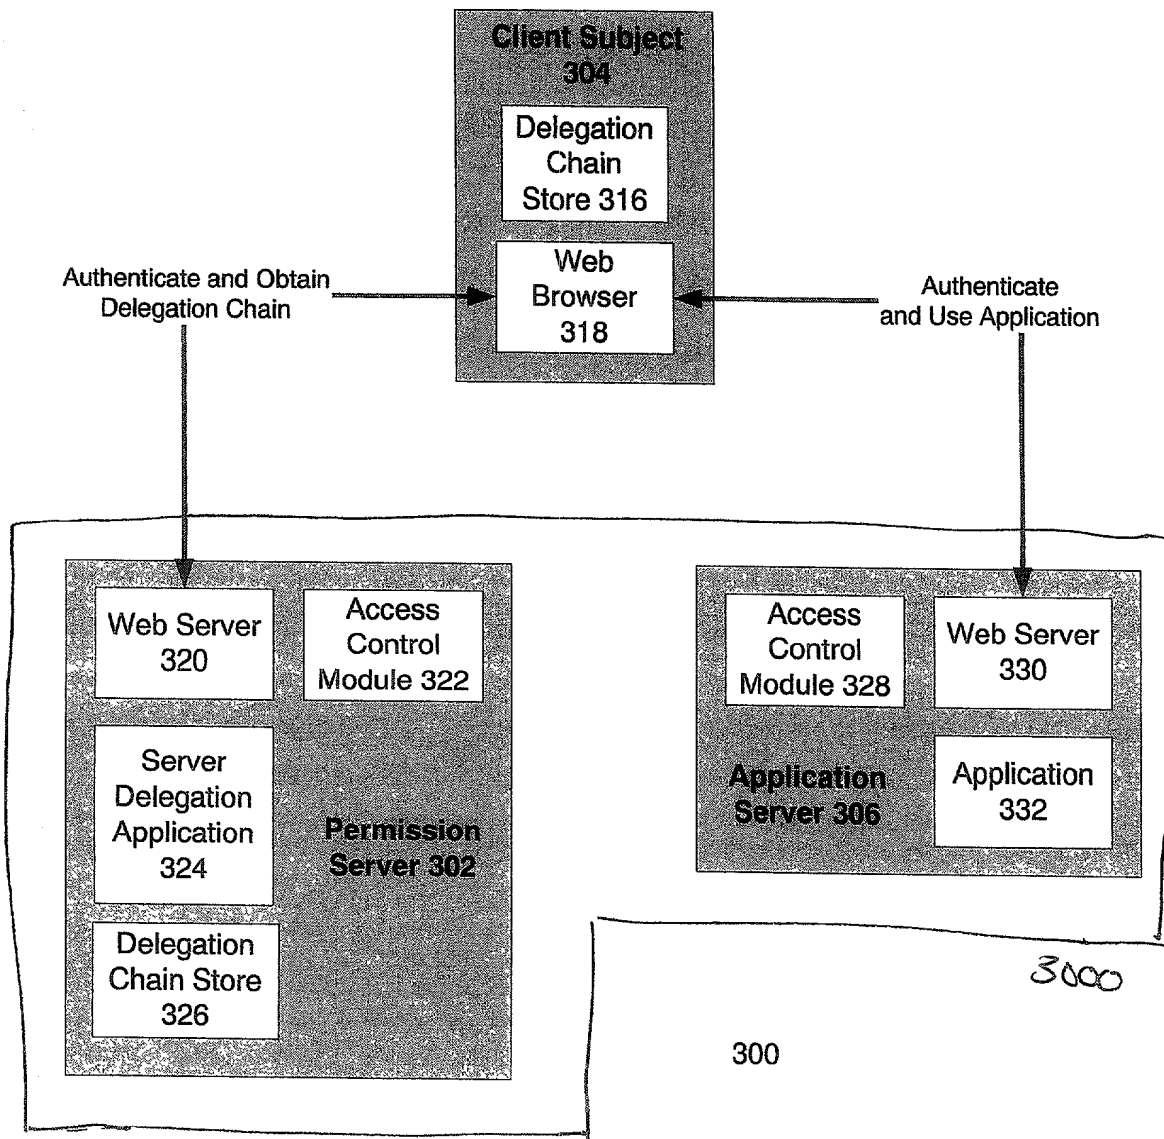 Client Subject
304
Delegation
Chain
Store 316
Web
Browser
318
Authenticate and Obtain
Delegation Chain
Authenticate
and Use Application
Web Server
320
Access
Control
Module 322
Server
Delegation
Application
324
Permission
Server 302
Delegation
Chain Store
326
Access
Control
Module 328
Web Server
330
Application
Server 306
Application
332
3000
300